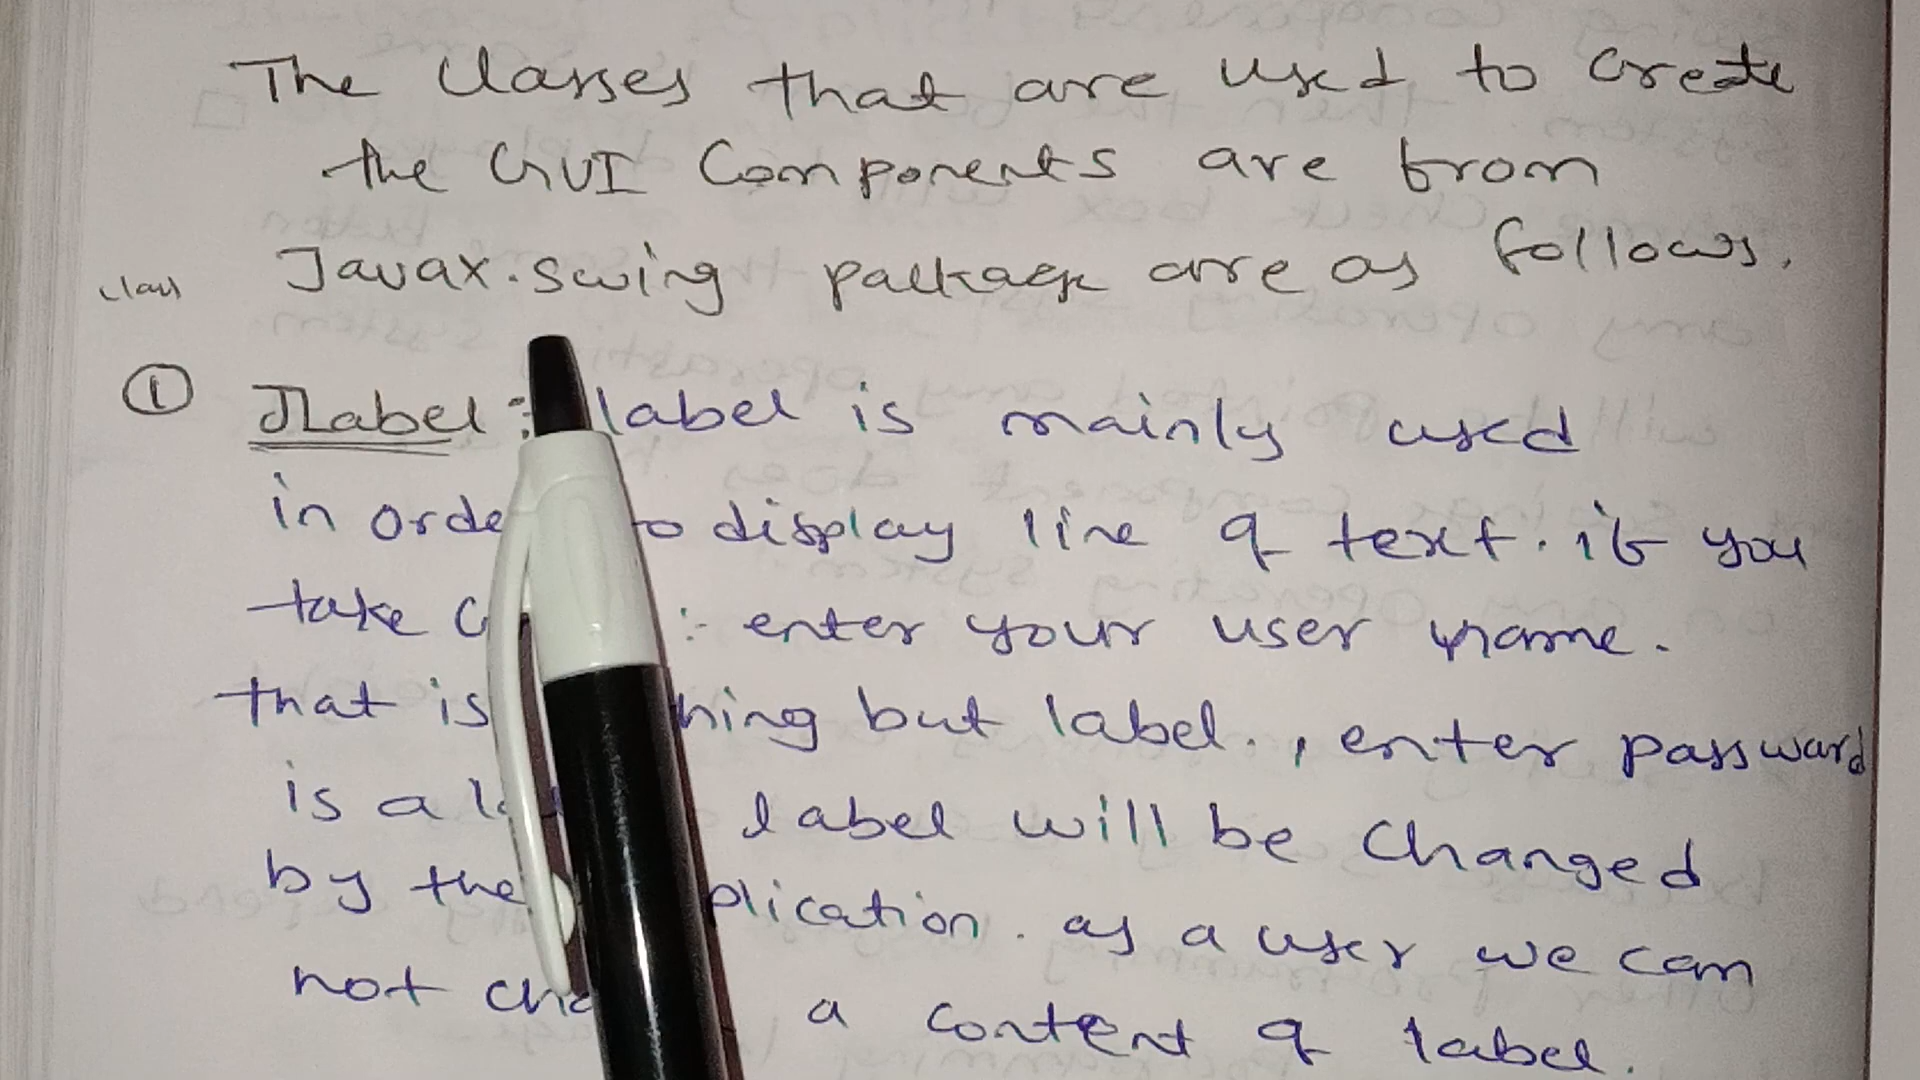 The classes that are used to create
the GUI Components are from
class Javax.swing package are as follows.
① JLabel : label is mainly used
in orde to display line of text. if you
take :- enter your user name.
that is hing but label. , enter password
is a label will be changed
by the plication. as a user we can
not a content of label.